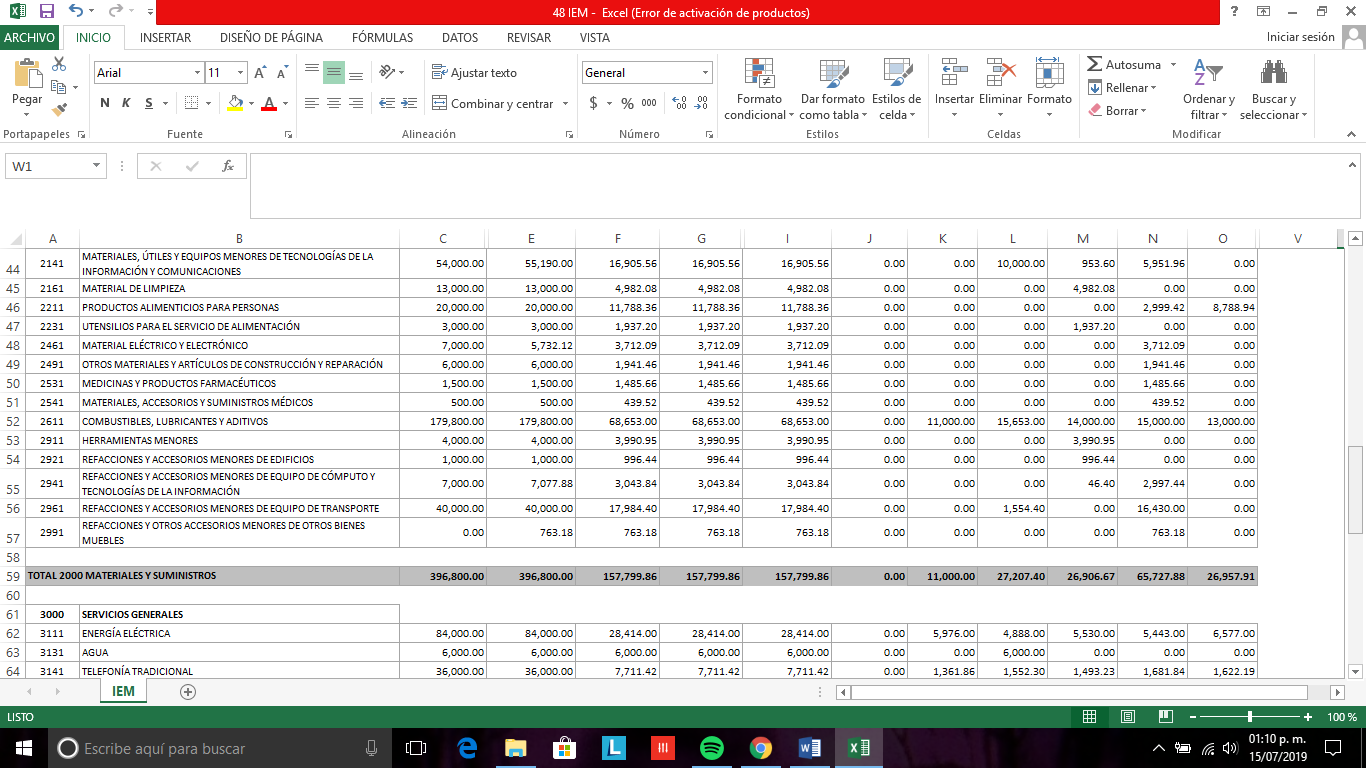 48 IEM - Excel (Error de activación de productos)
?
ARCHIVO INICIO INSERTAR DISEÑO DE PÁGINA FÓRMULAS DATOS REVISAR VISTA Iniciar sesión
Pegar
Portapapeles
Arial 11 A A
N K S A
Fuente
Ajustar texto
Combinar y centrar
Alineación
General
$ % 000
Número
Formato condicional
Dar formato como tabla
Estilos de celda
Estilos
Insertar Eliminar Formato
Celdas
Autosuma
Rellenar
Borrar
Ordenar y filtrar
Buscar y seleccionar
Modificar
W1 fx
A B C E F G I J K L M N O V
44 2141 MATERIALES, ÚTILES Y EQUIPOS MENORES DE TECNOLOGÍAS DE LA INFORMACIÓN Y COMUNICACIONES 54,000.00 55,190.00 16,905.56 16,905.56 16,905.56 0.00 0.00 10,000.00 953.60 5,951.96 0.00
45 2161 MATERIAL DE LIMPIEZA 13,000.00 13,000.00 4,982.08 4,982.08 4,982.08 0.00 0.00 0.00 4,982.08 0.00 0.00
46 2211 PRODUCTOS ALIMENTICIOS PARA PERSONAS 20,000.00 20,000.00 11,788.36 11,788.36 11,788.36 0.00 0.00 0.00 0.00 2,999.42 8,788.94
47 2231 UTENSILIOS PARA EL SERVICIO DE ALIMENTACIÓN 3,000.00 3,000.00 1,937.20 1,937.20 1,937.20 0.00 0.00 0.00 1,937.20 0.00 0.00
48 2461 MATERIAL ELÉCTRICO Y ELECTRÓNICO 7,000.00 5,732.12 3,712.09 3,712.09 3,712.09 0.00 0.00 0.00 0.00 3,712.09 0.00
49 2491 OTROS MATERIALES Y ARTÍCULOS DE CONSTRUCCIÓN Y REPARACIÓN 6,000.00 6,000.00 1,941.46 1,941.46 1,941.46 0.00 0.00 0.00 0.00 1,941.46 0.00
50 2531 MEDICINAS Y PRODUCTOS FARMACÉUTICOS 1,500.00 1,500.00 1,485.66 1,485.66 1,485.66 0.00 0.00 0.00 0.00 1,485.66 0.00
51 2541 MATERIALES, ACCESORIOS Y SUMINISTROS MÉDICOS 500.00 500.00 439.52 439.52 439.52 0.00 0.00 0.00 0.00 439.52 0.00
52 2611 COMBUSTIBLES, LUBRICANTES Y ADITIVOS 179,800.00 179,800.00 68,653.00 68,653.00 68,653.00 0.00 11,000.00 15,653.00 14,000.00 15,000.00 13,000.00
53 2911 HERRAMIENTAS MENORES 4,000.00 4,000.00 3,990.95 3,990.95 3,990.95 0.00 0.00 0.00 3,990.95 0.00 0.00
54 2921 REFACCIONES Y ACCESORIOS MENORES DE EDIFICIOS 1,000.00 1,000.00 996.44 996.44 996.44 0.00 0.00 0.00 996.44 0.00 0.00
55 2941 REFACCIONES Y ACCESORIOS MENORES DE EQUIPO DE CÓMPUTO Y TECNOLOGÍAS DE LA INFORMACIÓN 7,000.00 7,077.88 3,043.84 3,043.84 3,043.84 0.00 0.00 0.00 46.40 2,997.44 0.00
56 2961 REFACCIONES Y ACCESORIOS MENORES DE EQUIPO DE TRANSPORTE 40,000.00 40,000.00 17,984.40 17,984.40 17,984.40 0.00 0.00 1,554.40 0.00 16,430.00 0.00
57 2991 REFACCIONES Y OTROS ACCESORIOS MENORES DE OTROS BIENES MUEBLES 0.00 763.18 763.18 763.18 763.18 0.00 0.00 0.00 0.00 763.18 0.00
58
59 TOTAL 2000 MATERIALES Y SUMINISTROS 396,800.00 396,800.00 157,799.86 157,799.86 157,799.86 0.00 11,000.00 27,207.40 26,906.67 65,727.88 26,957.91
60
61 3000 SERVICIOS GENERALES
62 3111 ENERGÍA ELÉCTRICA 84,000.00 84,000.00 28,414.00 28,414.00 28,414.00 0.00 5,976.00 4,888.00 5,530.00 5,443.00 6,577.00
63 3131 AGUA 6,000.00 6,000.00 6,000.00 6,000.00 6,000.00 0.00 0.00 6,000.00 0.00 0.00 0.00
64 3141 TELEFONÍA TRADICIONAL 36,000.00 36,000.00 7,711.42 7,711.42 7,711.42 0.00 1,361.86 1,552.30 1,493.23 1,681.84 1,622.19
IEM
LISTO 100 %
Escribe aquí para buscar
01:10 p. m.
15/07/2019